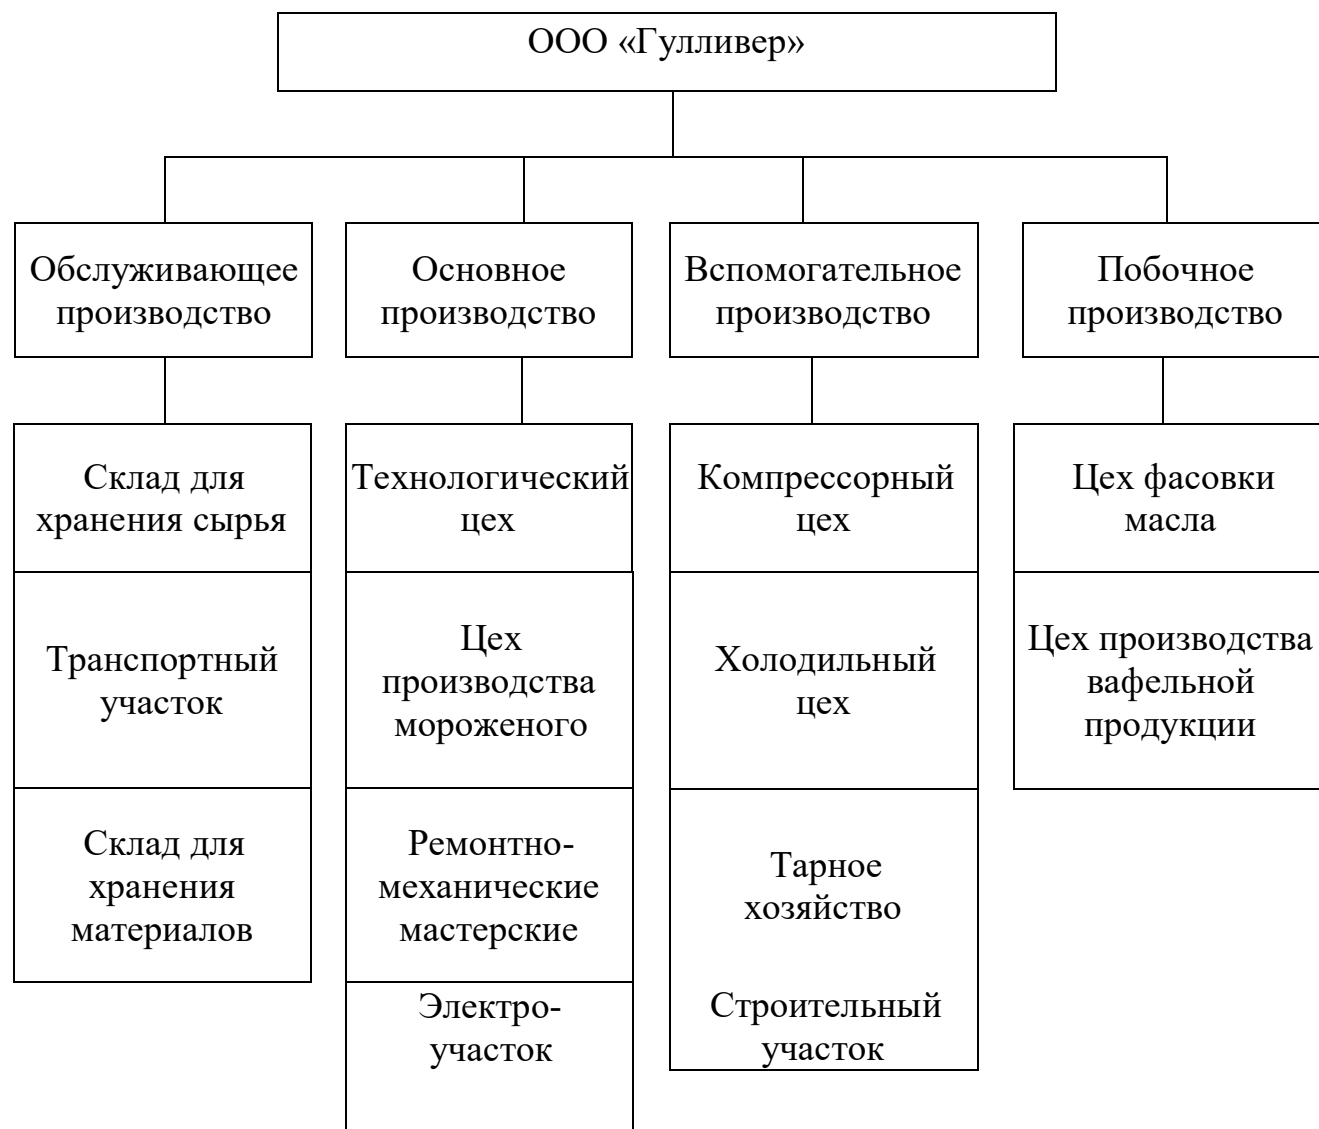 ООО «Гулливер»
Обслуживающее
производство
Основное
производство
Вспомогательное
производство
Побочное
производство
Склад для
хранения сырья
Технологический
цех
Компрессорный
цех
Цех фасовки
масла
Транспортный
участок
Цех
производства
мороженого
Холодильный
цех
Цех производства
вафельной
продукции
Склад для
хранения
материалов
Ремонтно-
механические
мастерские
Тарное
хозяйство
Электро-
участок
Строительный
участок